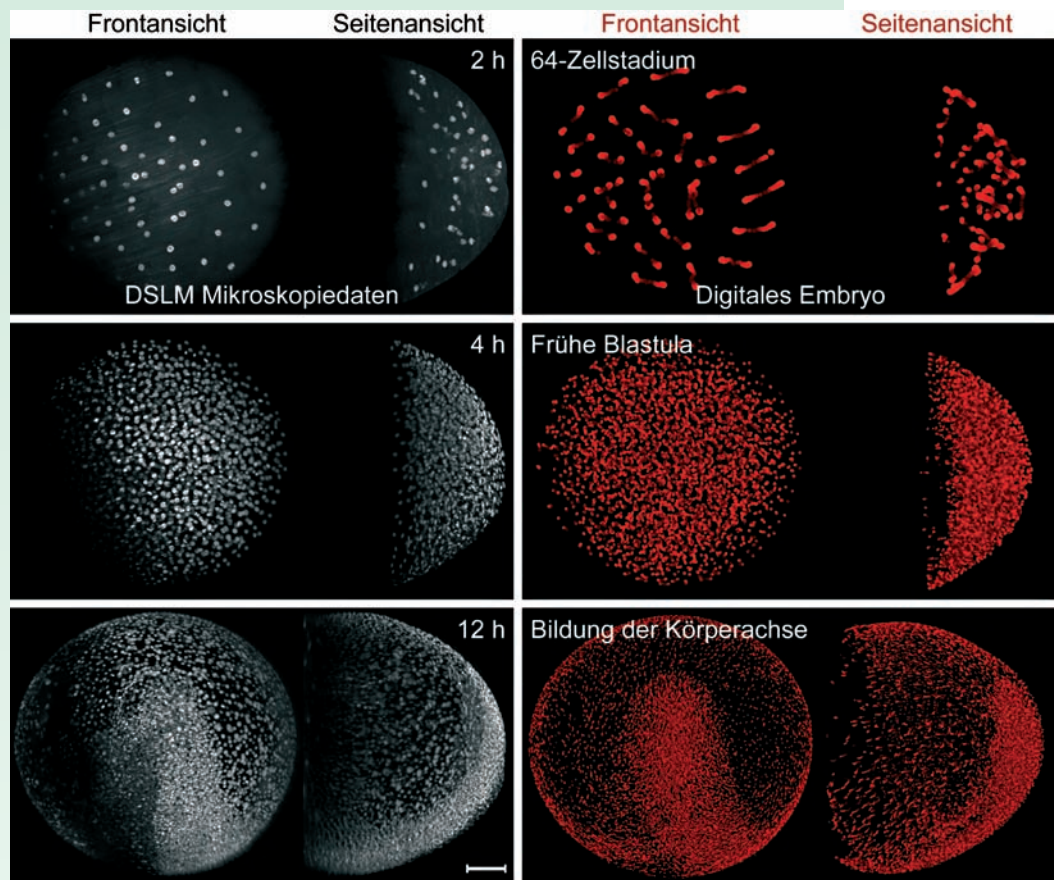 Frontansicht Seitenansicht Frontansicht Seitenansicht
2 h 64-Zellstadium
DSLM Mikroskopiedaten Digitales Embryo
4 h Frühe Blastula
12 h Bildung der Körperachse